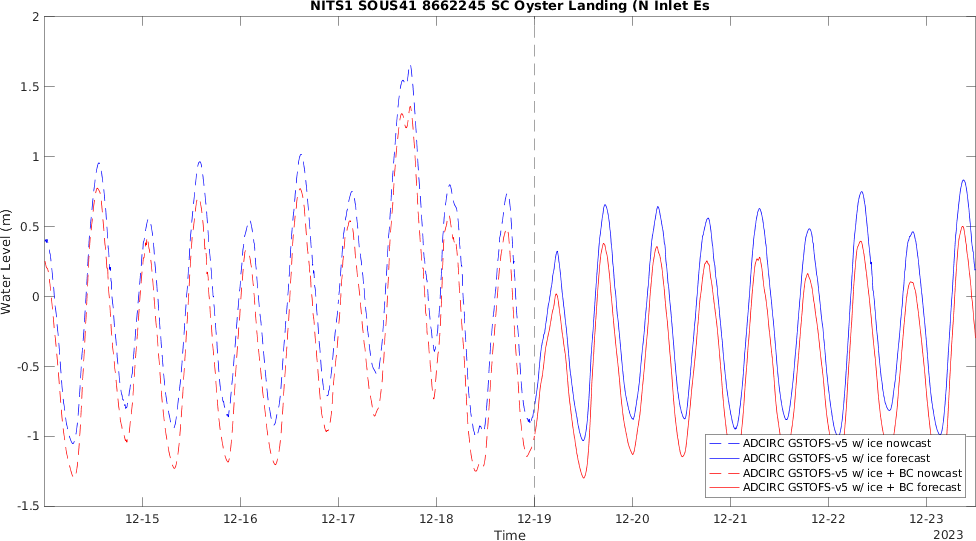 NITS1 SOUS41 8662245 SC Oyster Landing (N Inlet Es
Water Level (m)
2
1.5
1
0.5
0
-0.5
-1
-1.5
12-15
12-16
12-17
12-18
12-19
12-20
12-21
12-22
12-23
Time
2023
ADCIRC GSTOFS-v5 w/ ice nowcast
ADCIRC GSTOFS-v5 w/ ice forecast
ADCIRC GSTOFS-v5 w/ ice + BC nowcast
ADCIRC GSTOFS-v5 w/ ice + BC forecast